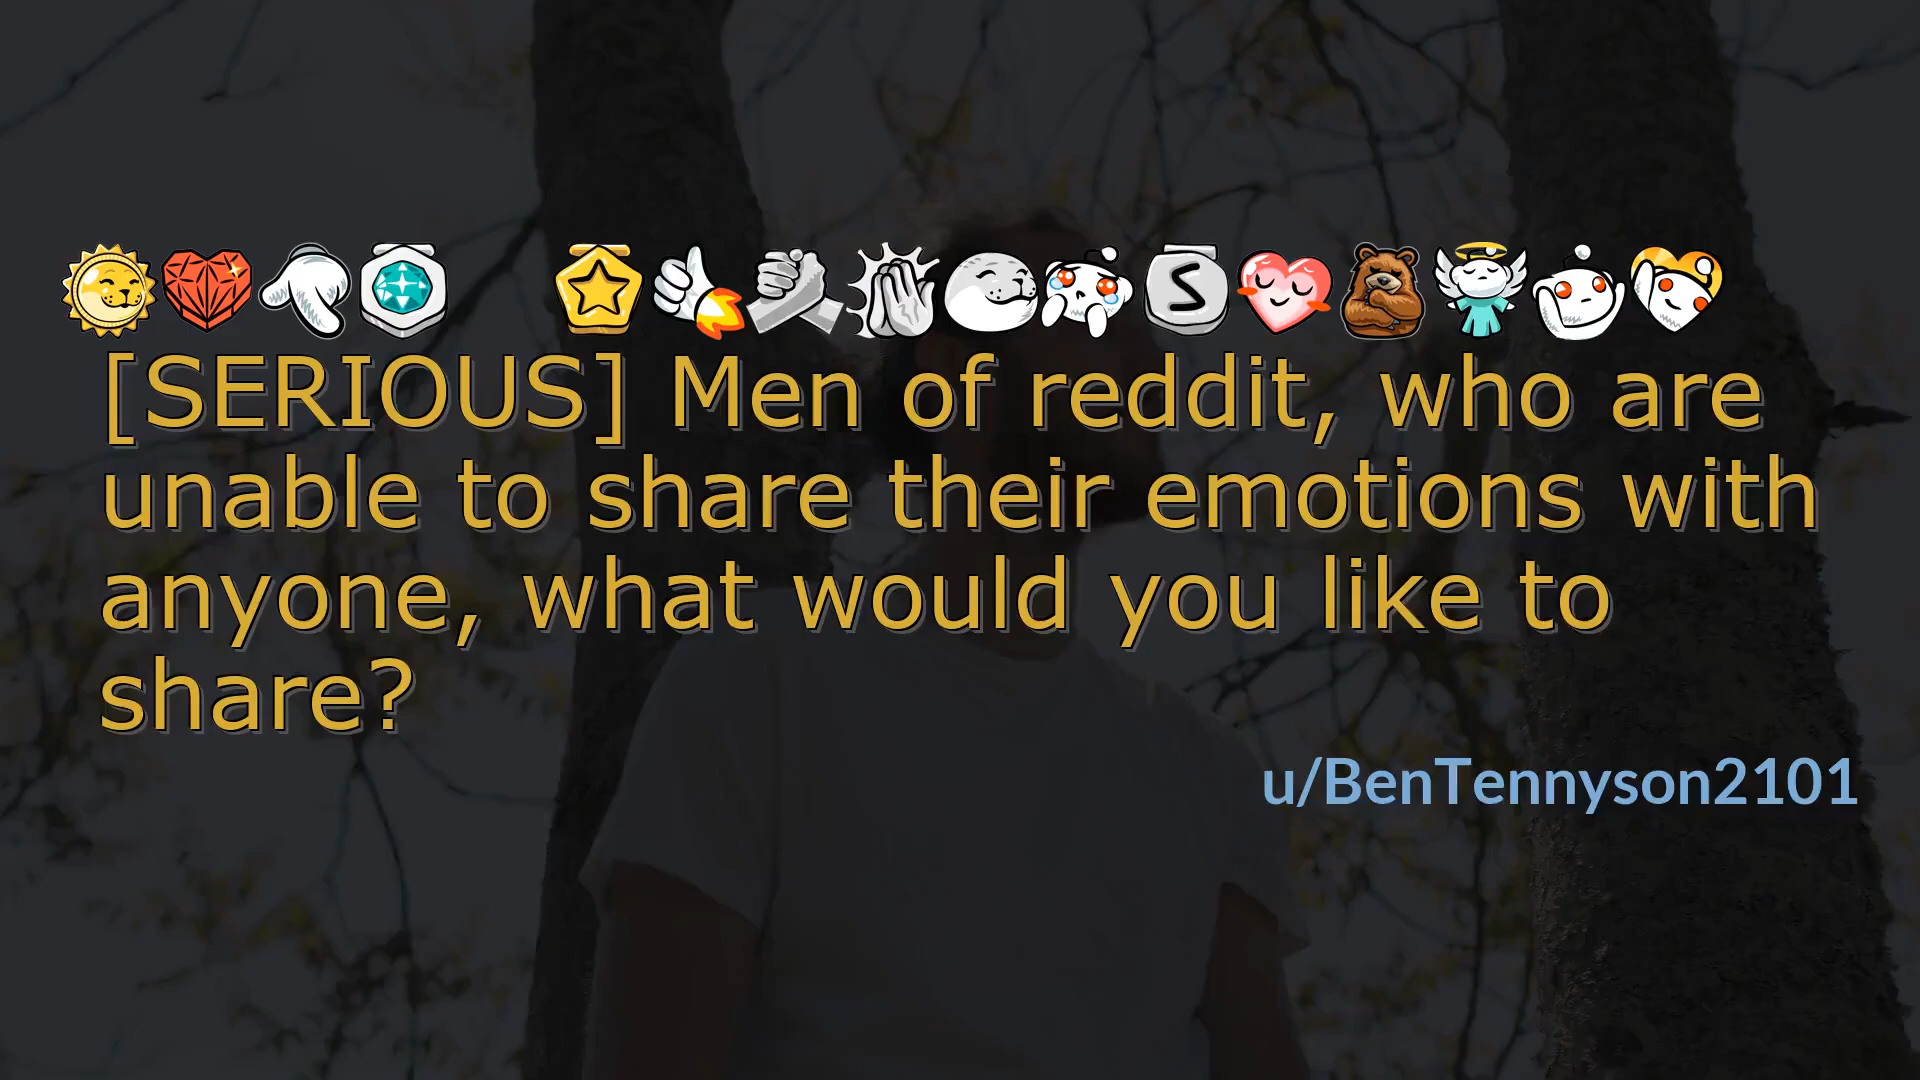 [SERIOUS] Men of reddit, who are
unable to share their emotions with
anyone, what would you like to
share?
u/BenTennyson2101